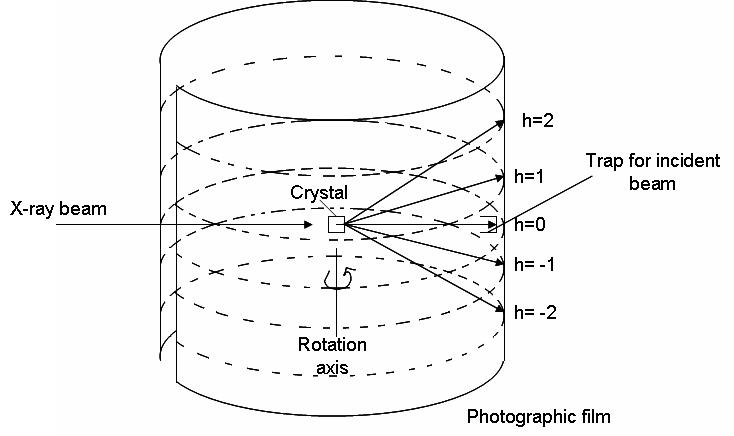 h=2
Trap for incident
beam
h=1
Crystal
X-ray beam
h=0
h= -1
h= -2
Rotation
axis
Photographic film